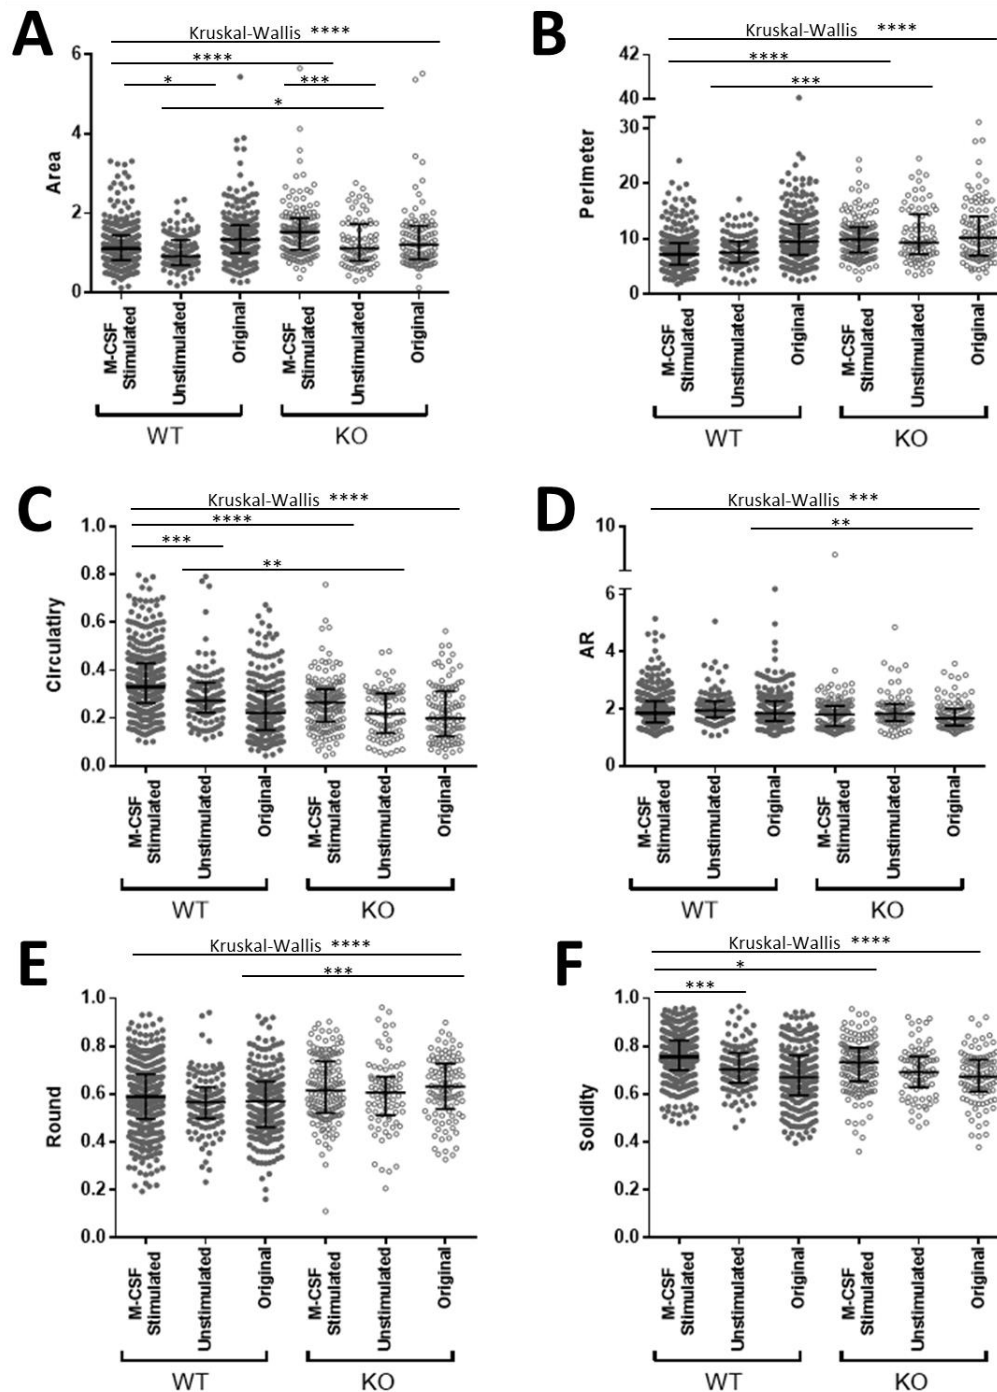 A
Kruskal-Wallis ****
****
*
***
*
Area
6
4
2
0
M-CSF Stimulated
Unstimulated
Original
M-CSF Stimulated
Unstimulated
Original
WT
KO
B
Kruskal-Wallis ****
****
***
Perimeter
42
40
30
20
10
0
M-CSF Stimulated
Unstimulated
Original
M-CSF Stimulated
Unstimulated
Original
WT
KO
C
Kruskal-Wallis ****
****
***
**
Circulatiry
1.0
0.8
0.6
0.4
0.2
0.0
M-CSF Stimulated
Unstimulated
Original
M-CSF Stimulated
Unstimulated
Original
WT
KO
D
Kruskal-Wallis ***
**
AR
10
6
4
2
0
M-CSF Stimulated
Unstimulated
Original
M-CSF Stimulated
Unstimulated
Original
WT
KO
E
Kruskal-Wallis ****
***
Round
1.0
0.8
0.6
0.4
0.2
0.0
M-CSF Stimulated
Unstimulated
Original
M-CSF Stimulated
Unstimulated
Original
WT
KO
F
Kruskal-Wallis ****
*
***
Solidity
1.0
0.8
0.6
0.4
0.2
0.0
M-CSF Stimulated
Unstimulated
Original
M-CSF Stimulated
Unstimulated
Original
WT
KO